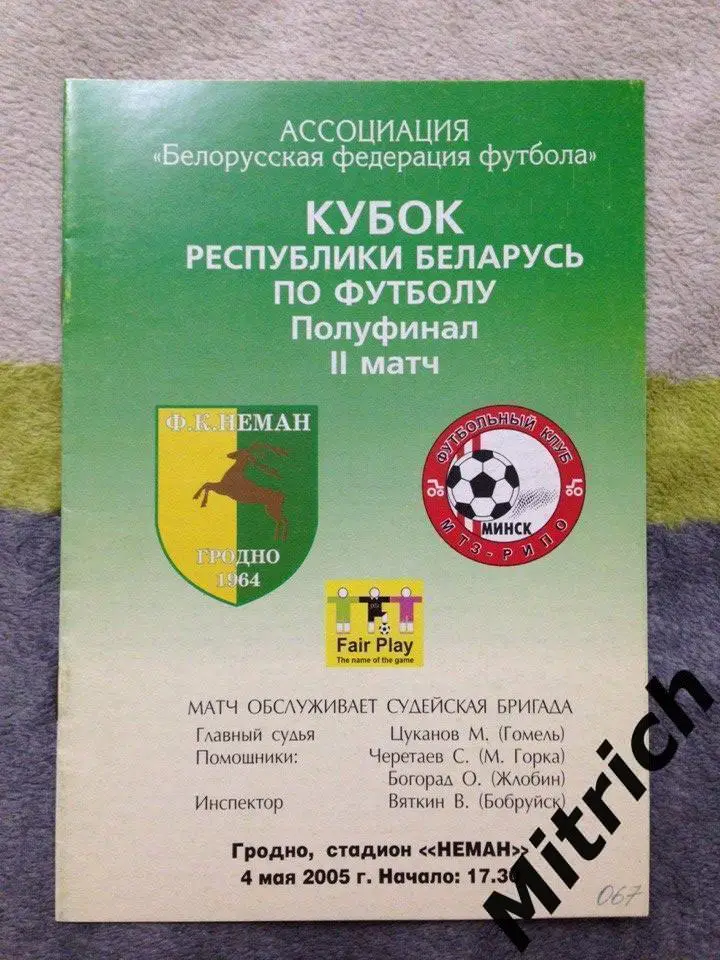 АССОЦИАЦИЯ
«Белорусская федерация футбола»
КУБОК
РЕСПУБЛИКИ БЕЛАРУСЬ
ПО ФУТБОЛУ
Полуфинал
II матч
Ф.К.НЕМАН
ГРОДНО
1964
ФУТБОЛЬНЫЙ КЛУБ
МИНСК
МТЗ-РИПО
Fair Play
The name of the game
МАТЧ ОБСЛУЖИВАЕТ СУДЕЙСКАЯ БРИГАДА
Главный судья Цуканов М. (Гомель)
Помощники: Черетаев С. (М. Горка)
Богорад О. (Жлобин)
Инспектор Вяткин В. (Бобруйск)
Гродно, стадион «НЕМАН»
4 мая 2005 г. Начало: 17.30
067
Mitrich